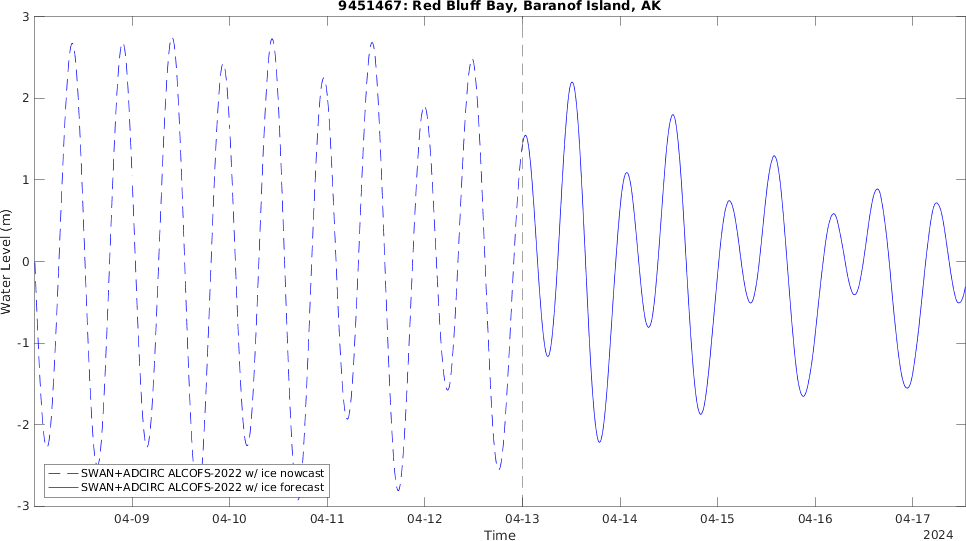 9451467: Red Bluff Bay, Baranof Island, AK
Water Level (m)
3
2
1
0
-1
-2
-3
SWAN+ADCIRC ALCOFS-2022 w/ ice nowcast
SWAN+ADCIRC ALCOFS-2022 w/ ice forecast
04-09 04-10 04-11 04-12 04-13 04-14 04-15 04-16 04-17
Time
2024